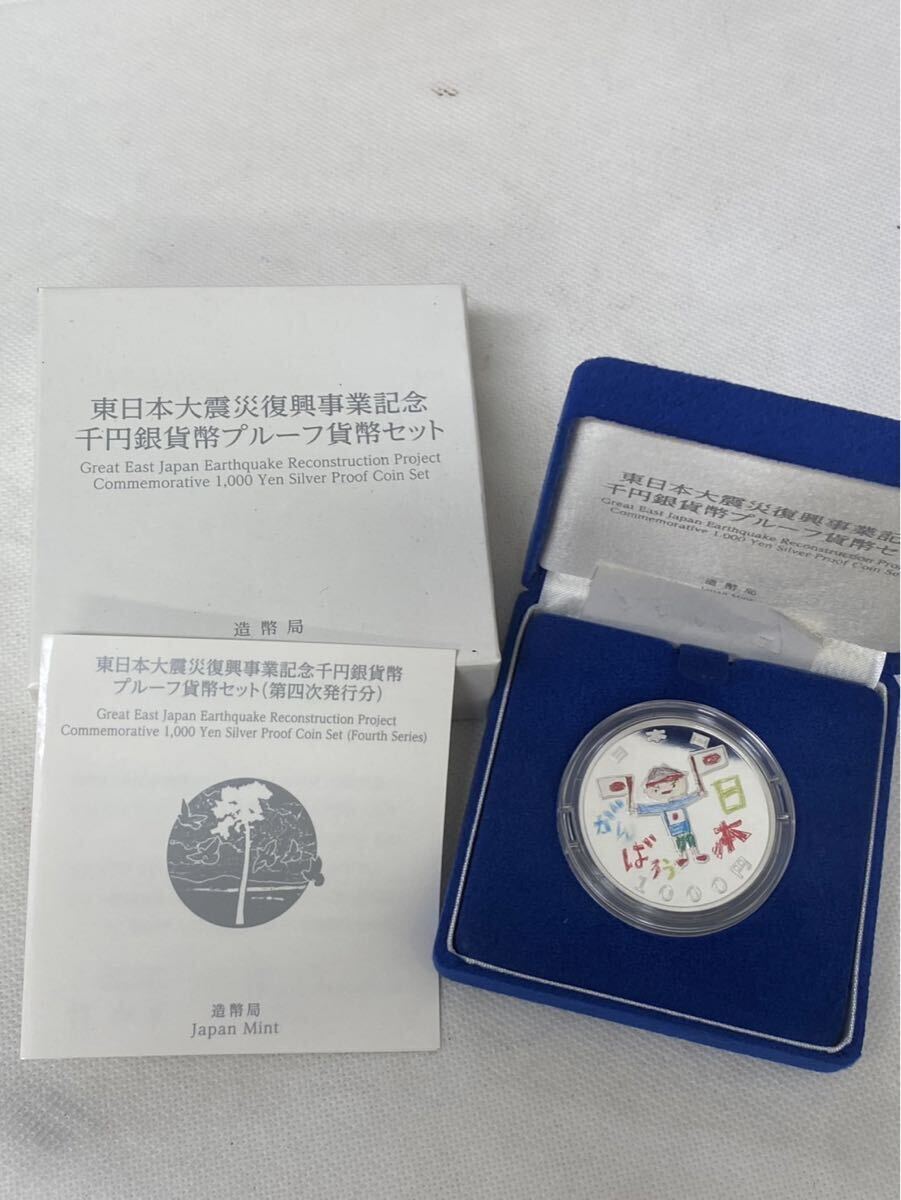 東日本大震災復興事業記念
千円銀貨幣プルーフ貨幣セット
Great East Japan Earthquake Reconstruction Project
Commemorative 1,000 Yen Silver Proof Coin Set
造幣局
東日本大震災復興事業記念千円銀貨幣
プルーフ貨幣セット(第四次発行分)
Great East Japan Earthquake Reconstruction Project
Commemorative 1,000 Yen Silver Proof Coin Set (Fourth Series)
造幣局
Japan Mint
東日本大震災復興事業記
千円銀貨幣プルーフ貨幣セ
Great East Japan Earthquake Reconstruction
Commemorative 1,000 Yen Silver Proof Coin Se
造幣局
日本国
がんばろう日本
1000円